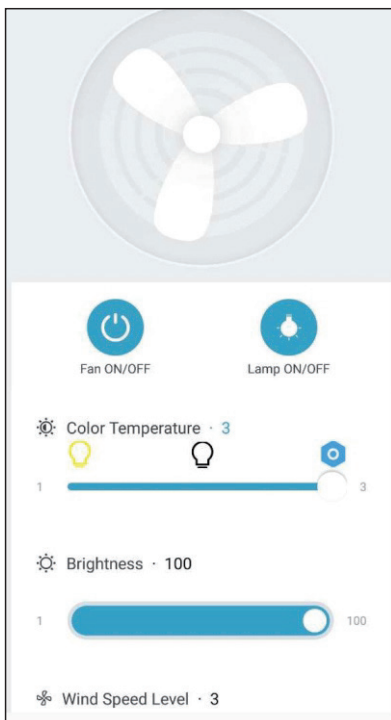 Fan ON/OFF Lamp ON/OFF
Color Temperature · 3
1 3
Brightness · 100
1 100
Wind Speed Level · 3